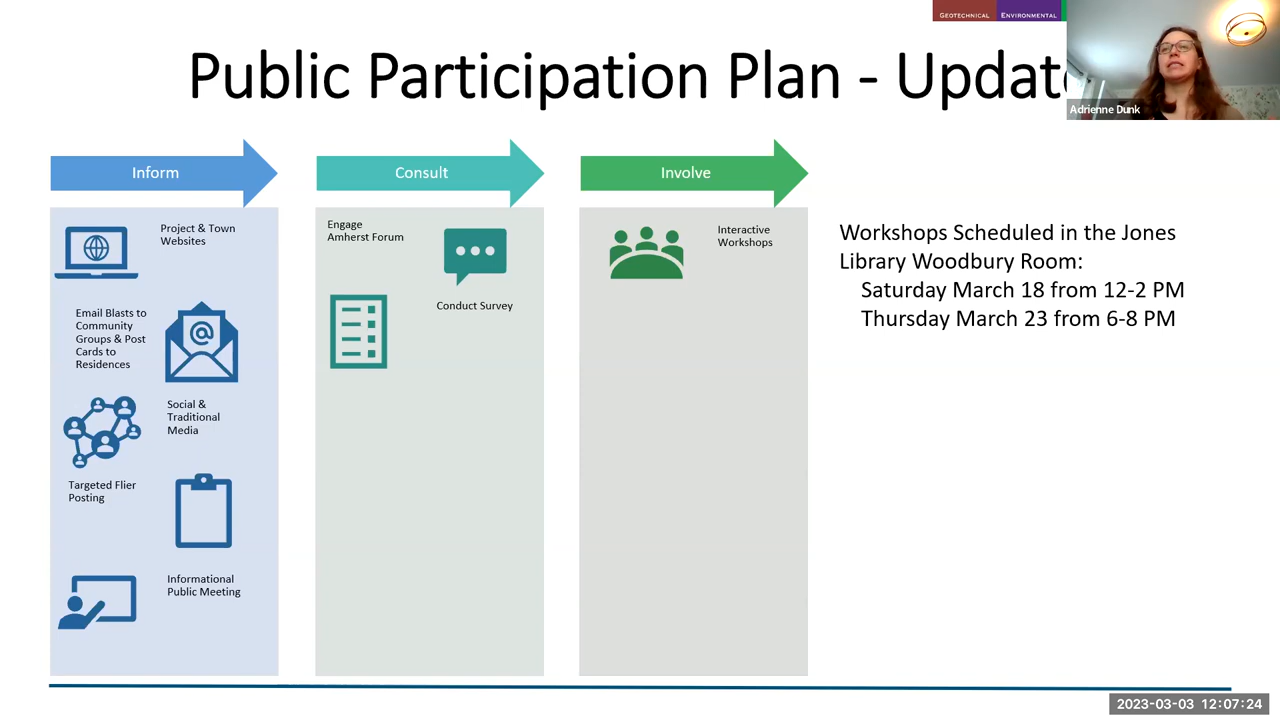 GEOTECHNICAL ENVIRONMENTAL
Public Participation Plan - Updat
Adrienne Dunk
Inform
Consult
Involve
Project & Town
Websites
Email Blasts to
Community
Groups & Post
Cards to
Residences
Social &
Traditional
Media
Targeted Flier
Posting
Informational
Public Meeting
Engage
Amherst Forum
Conduct Survey
Interactive
Workshops
Workshops Scheduled in the Jones
Library Woodbury Room:
Saturday March 18 from 12-2 PM
Thursday March 23 from 6-8 PM
2023-03-03 12:07:24